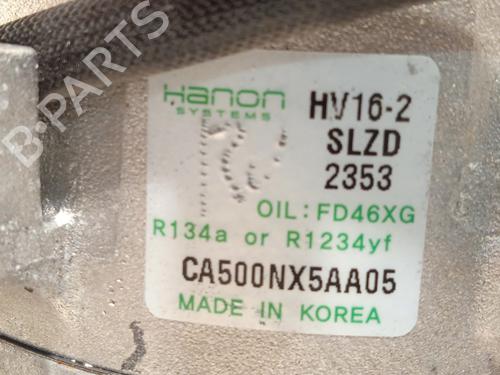 Hanon
SYSTEMS
HV16-2
SLZD
2353
OIL: FD46XG
R134a or R1234yf
CA500NX5AA05
MADE IN KOREA
B-PARTS